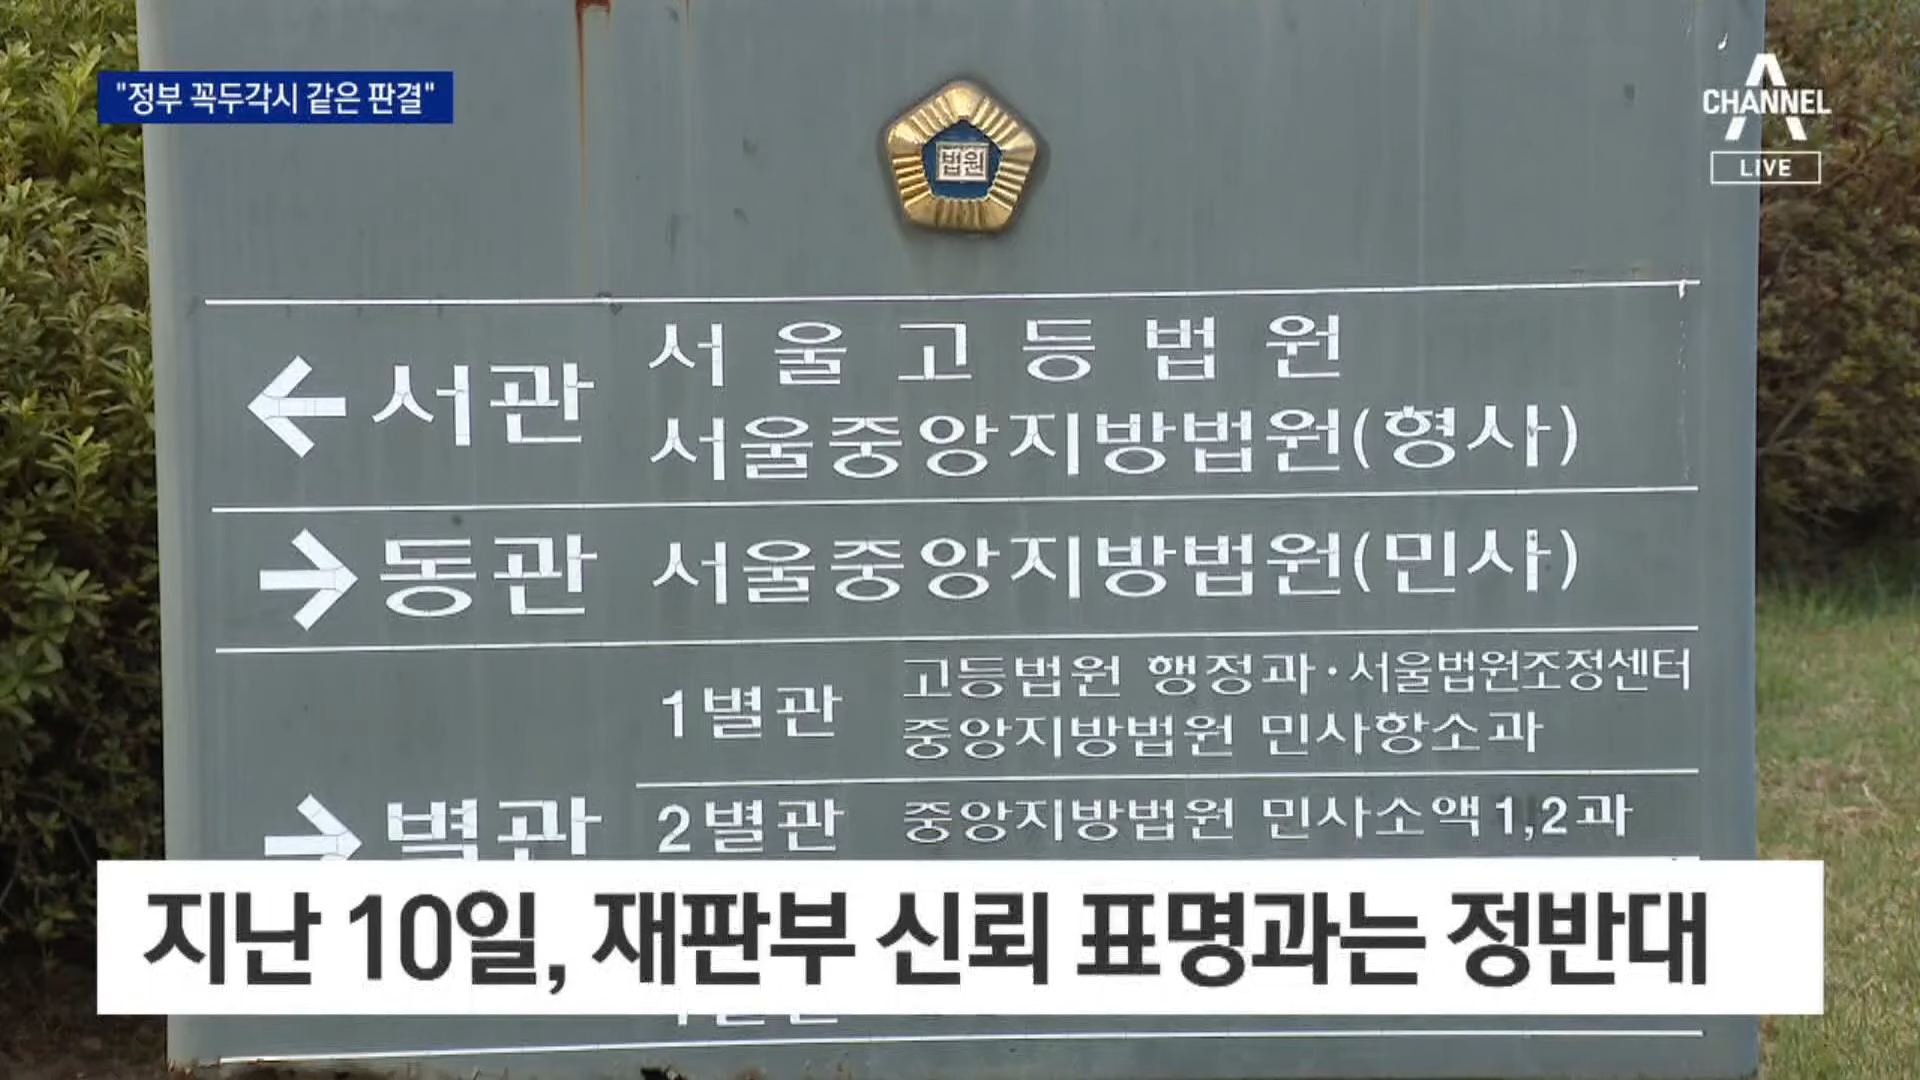 "정부 꼭두각시 같은 판결"
CHANNEL A
LIVE
법원
← 서관 서울고등법원
서울중앙지방법원(형사)
→ 동관 서울중앙지방법원(민사)
→ 별관 1별관 고등법원 행정과·서울법원조정센터
중앙지방법원 민사항소과
2별관 중앙지방법원 민사소액1,2과
지난 10일, 재판부 신뢰 표명과는 정반대